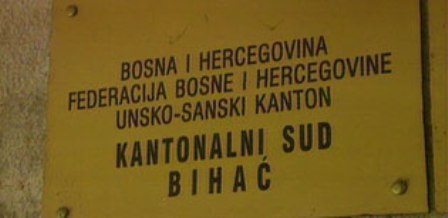 BOSNA I HERCEGOVINA
FEDERACIJA BOSNE I HERCEGOVINE
UNSKO-SANSKI KANTON
KANTONALNI SUD
BIHAĆ